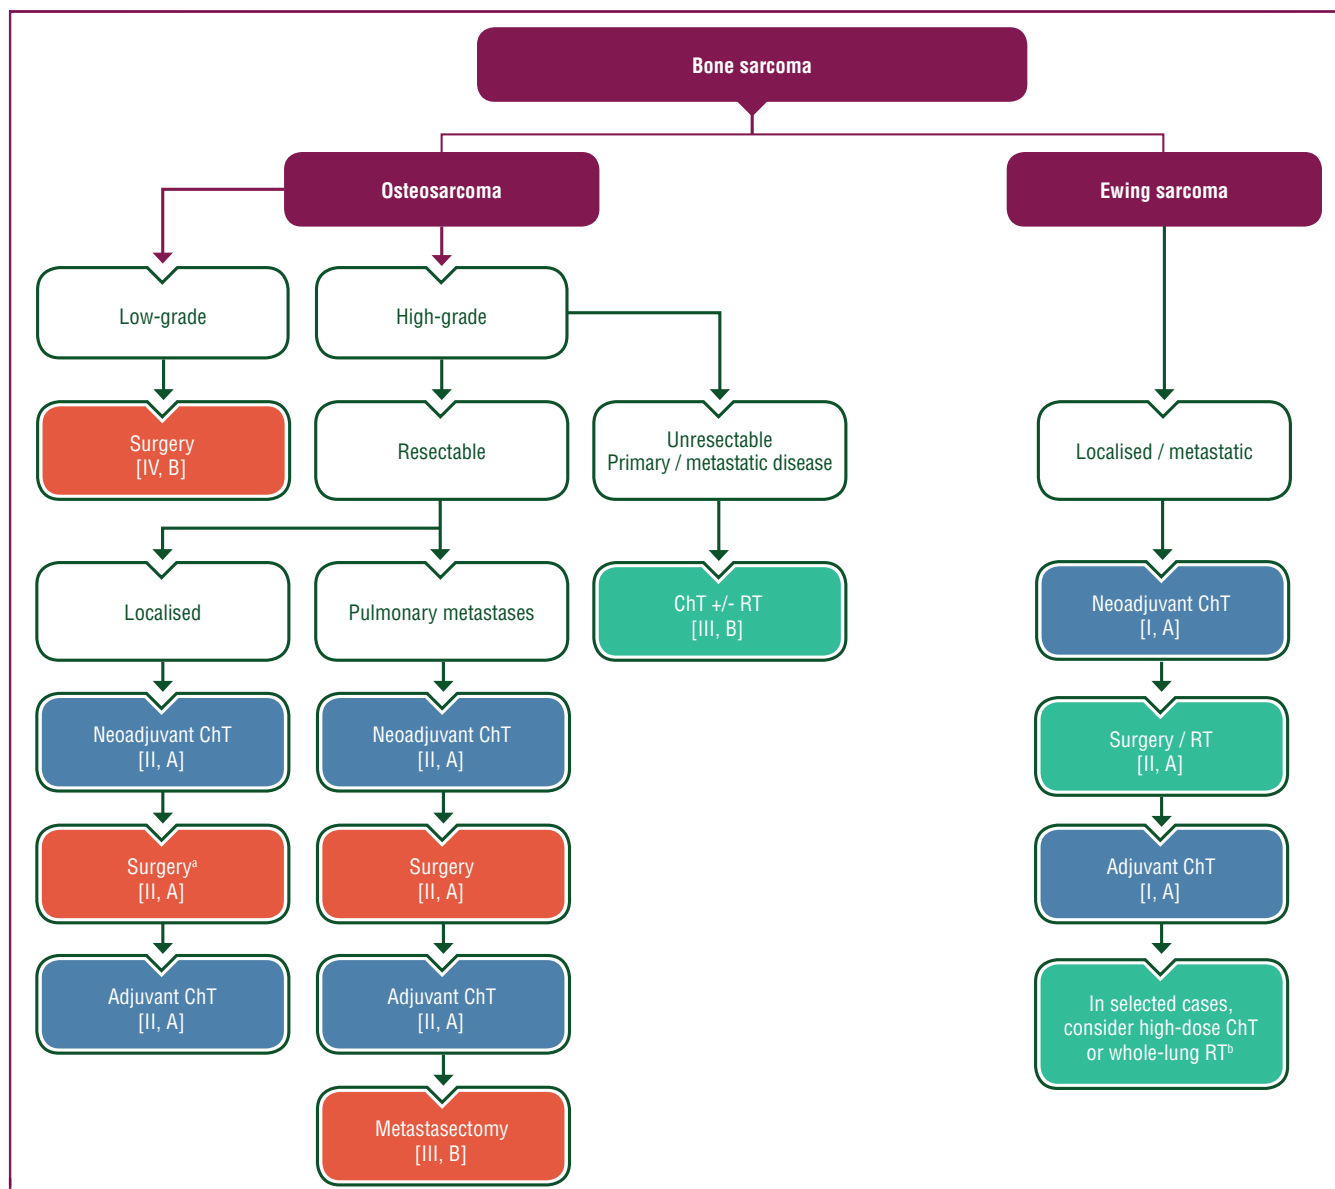 Bone sarcoma
Osteosarcoma
Ewing sarcoma
Low-grade
High-grade
Surgery
[IV, B]
Resectable
Unresectable
Primary / metastatic disease
Localised / metastatic
Localised
Pulmonary metastases
ChT +/- RT
[III, B]
Neoadjuvant ChT
[I, A]
Neoadjuvant ChT
[II, A]
Neoadjuvant ChT
[II, A]
Surgery / RT
[II, A]
Surgeryᵃ
[II, A]
Surgery
[II, A]
Adjuvant ChT
[I, A]
Adjuvant ChT
[II, A]
Adjuvant ChT
[II, A]
In selected cases,
consider high-dose ChT
or whole-lung RTᵇ
Metastasectomy
[III, B]